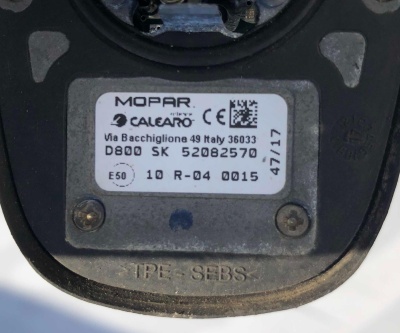 MOPAR
CALEARO CE
Via Bacchiglione 49 Italy 36033
D800 SK 52082570
47/17
E50 10 R-04 0015
>TPE-SEBS<